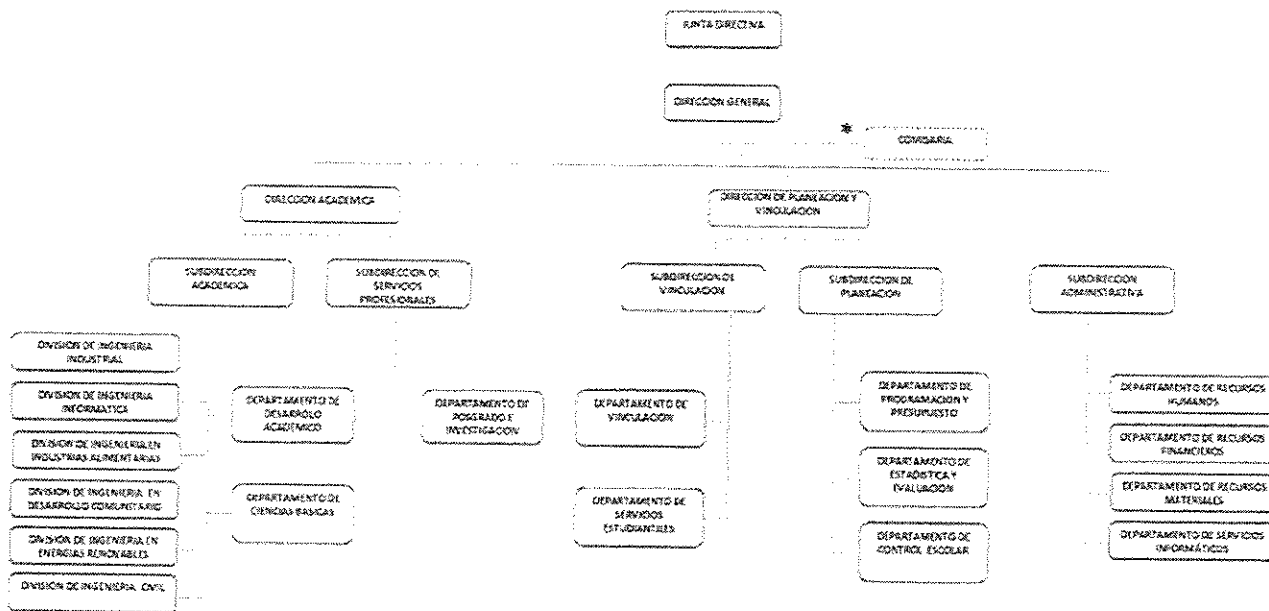 JUNTA DIRECTIVA
DIRECCION GENERAL
*
COMISARIA
DIRECCION ACADEMICA
DIRECCION DE PLANEACION Y
VINCULACION
SUBDIRECCION
ACADEMICA
SUBDIRECCION DE
SERVICIOS
PROFESIONALES
SUBDIRECCION DE
VINCULACION
SUBDIRECCION DE
PLANEACION
SUBDIRECCION
ADMINISTRATIVA
DIVISION DE INGENIERIA
INDUSTRIAL
DIVISION DE INGENIERIA
INFORMATICA
DIVISION DE INGENIERIA EN
INDUSTRIAS ALIMENTARIAS
DIVISION DE INGENIERIA EN
DESARROLLO COMUNITARIO
DIVISION DE INGENIERIA EN
ENERGIAS RENOVABLES
DIVISION DE INGENIERIA CIVIL
DEPARTAMENTO DE
DESARROLLO
ACADEMICO
DEPARTAMENTO DE
CIENCIAS BASICAS
DEPARTAMENTO DE
POSGRADO E
INVESTIGACION
DEPARTAMENTO DE
VINCULACION
DEPARTAMENTO DE
SERVICIOS
ESTUDIANTILES
DEPARTAMENTO DE
PROGRAMACION Y
PRESUPUESTO
DEPARTAMENTO DE
ESTADISTICA Y
EVALUACION
DEPARTAMENTO DE
CONTROL ESCOLAR
DEPARTAMENTO DE RECURSOS
HUMANOS
DEPARTAMENTO DE RECURSOS
FINANCIEROS
DEPARTAMENTO DE RECURSOS
MATERIALES
DEPARTAMENTO DE SERVICIOS
INFORMÁTICOS